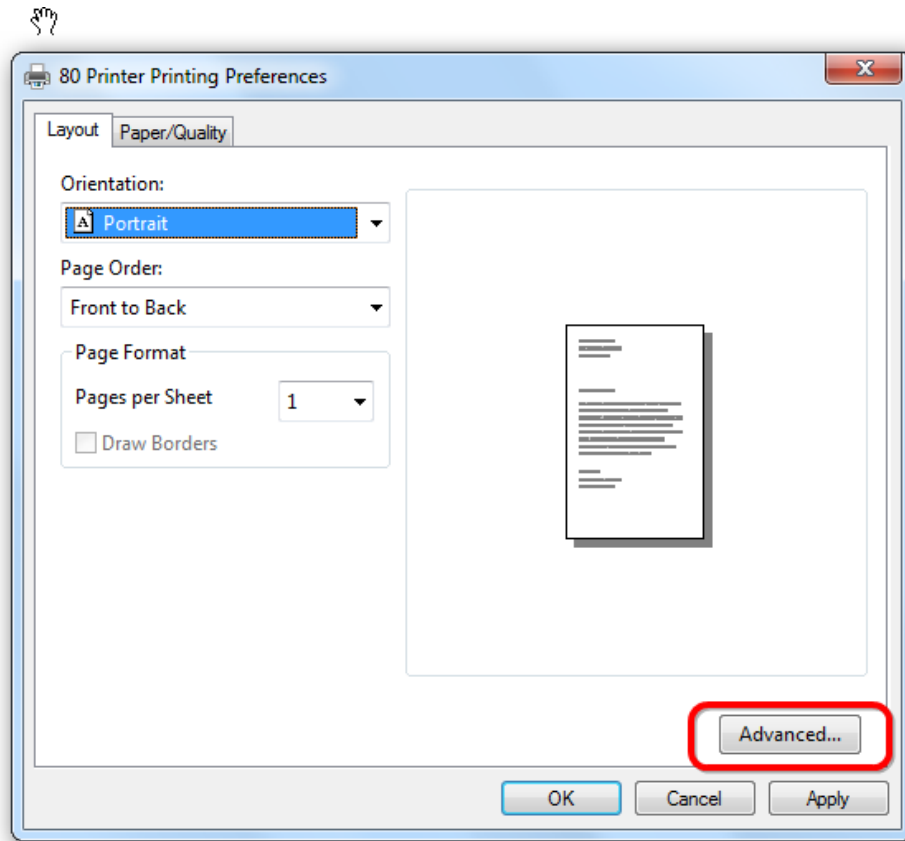 80 Printer Printing Preferences
Layout Paper/Quality
Orientation:
A Portrait
Page Order:
Front to Back
Page Format
Pages per Sheet 1
Draw Borders
Advanced...
OK Cancel Apply